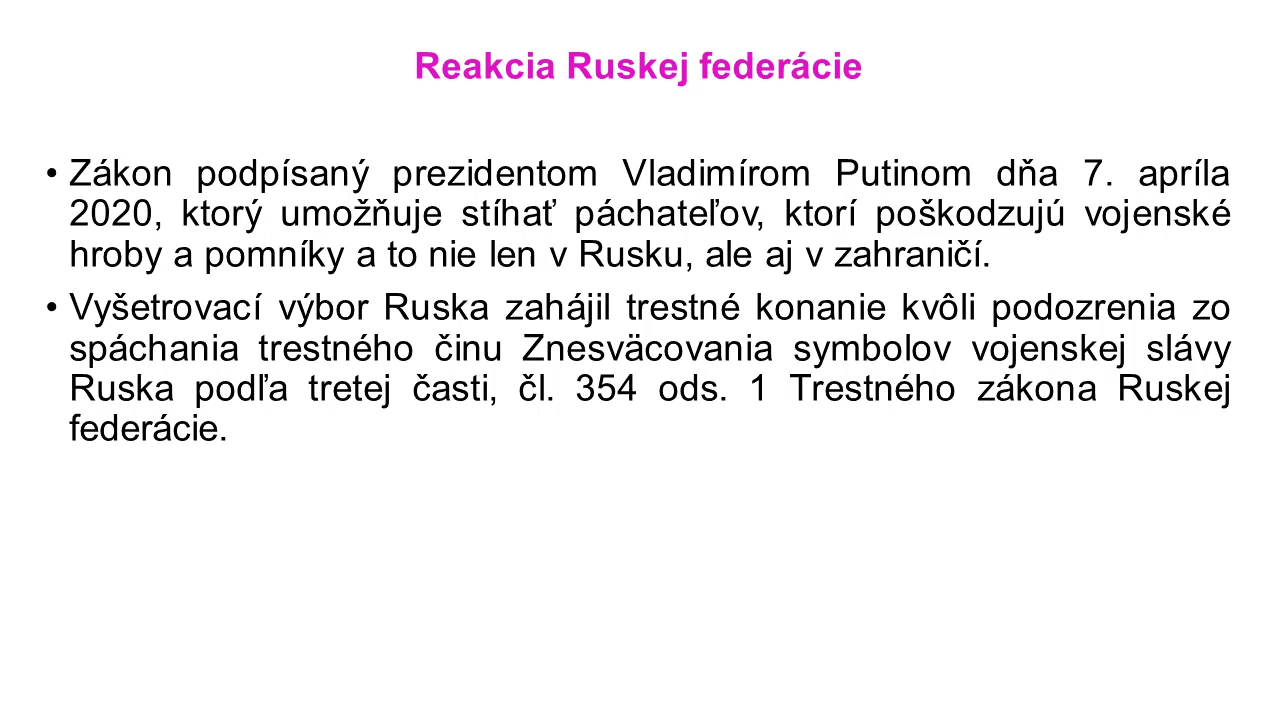 Reakcia Ruskej federácie
• Zákon podpísaný prezidentom Vladimírom Putinom dňa 7. apríla
2020, ktorý umožňuje stíhať páchateľov, ktorí poškodzujú vojenské
hroby a pomníky a to nie len v Rusku, ale aj v zahraničí.
• Vyšetrovací výbor Ruska zahájil trestné konanie kvôli podozrenia zo
spáchania trestného činu Znesväcovania symbolov vojenskej slávy
Ruska podľa tretej časti, čl. 354 ods. 1 Trestného zákona Ruskej
federácie.